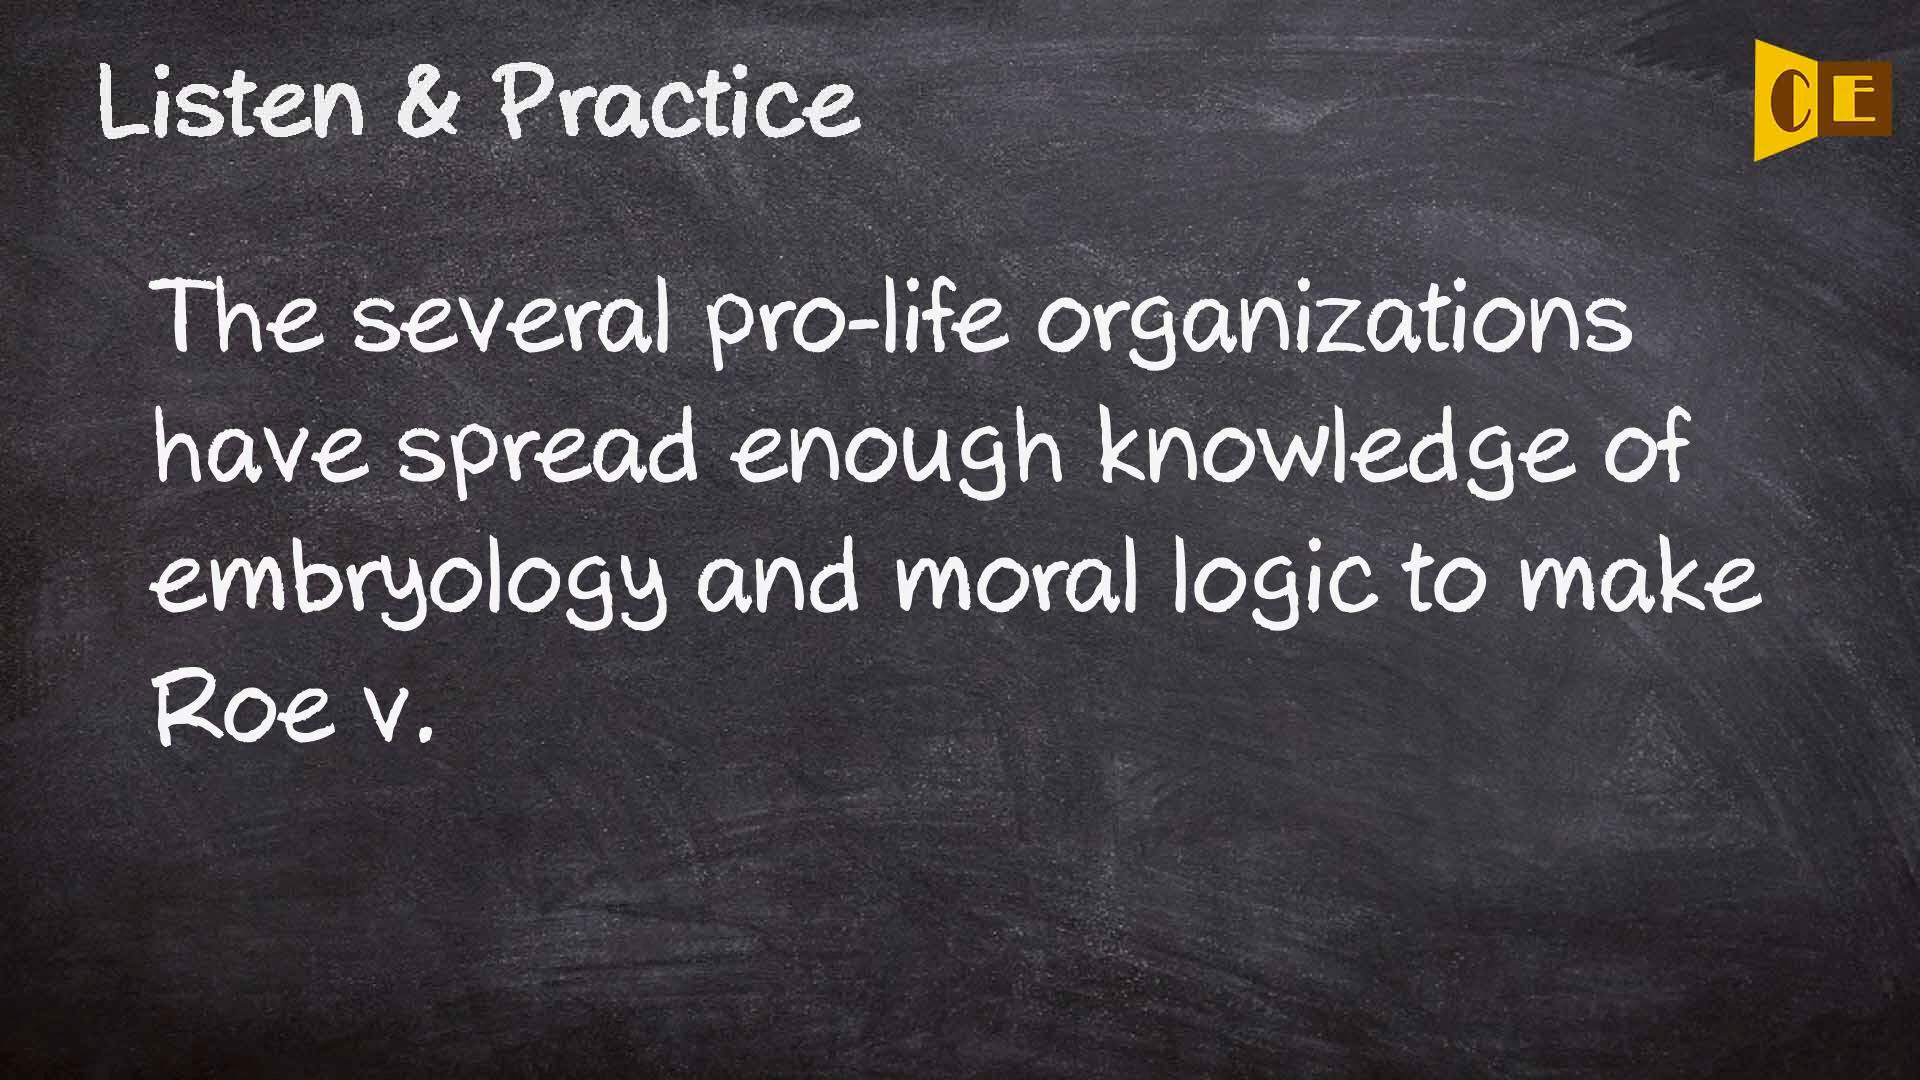 Listen & Practice
CE
The several pro-life organizations
have spread enough knowledge of
embryology and moral logic to make
Roe v.